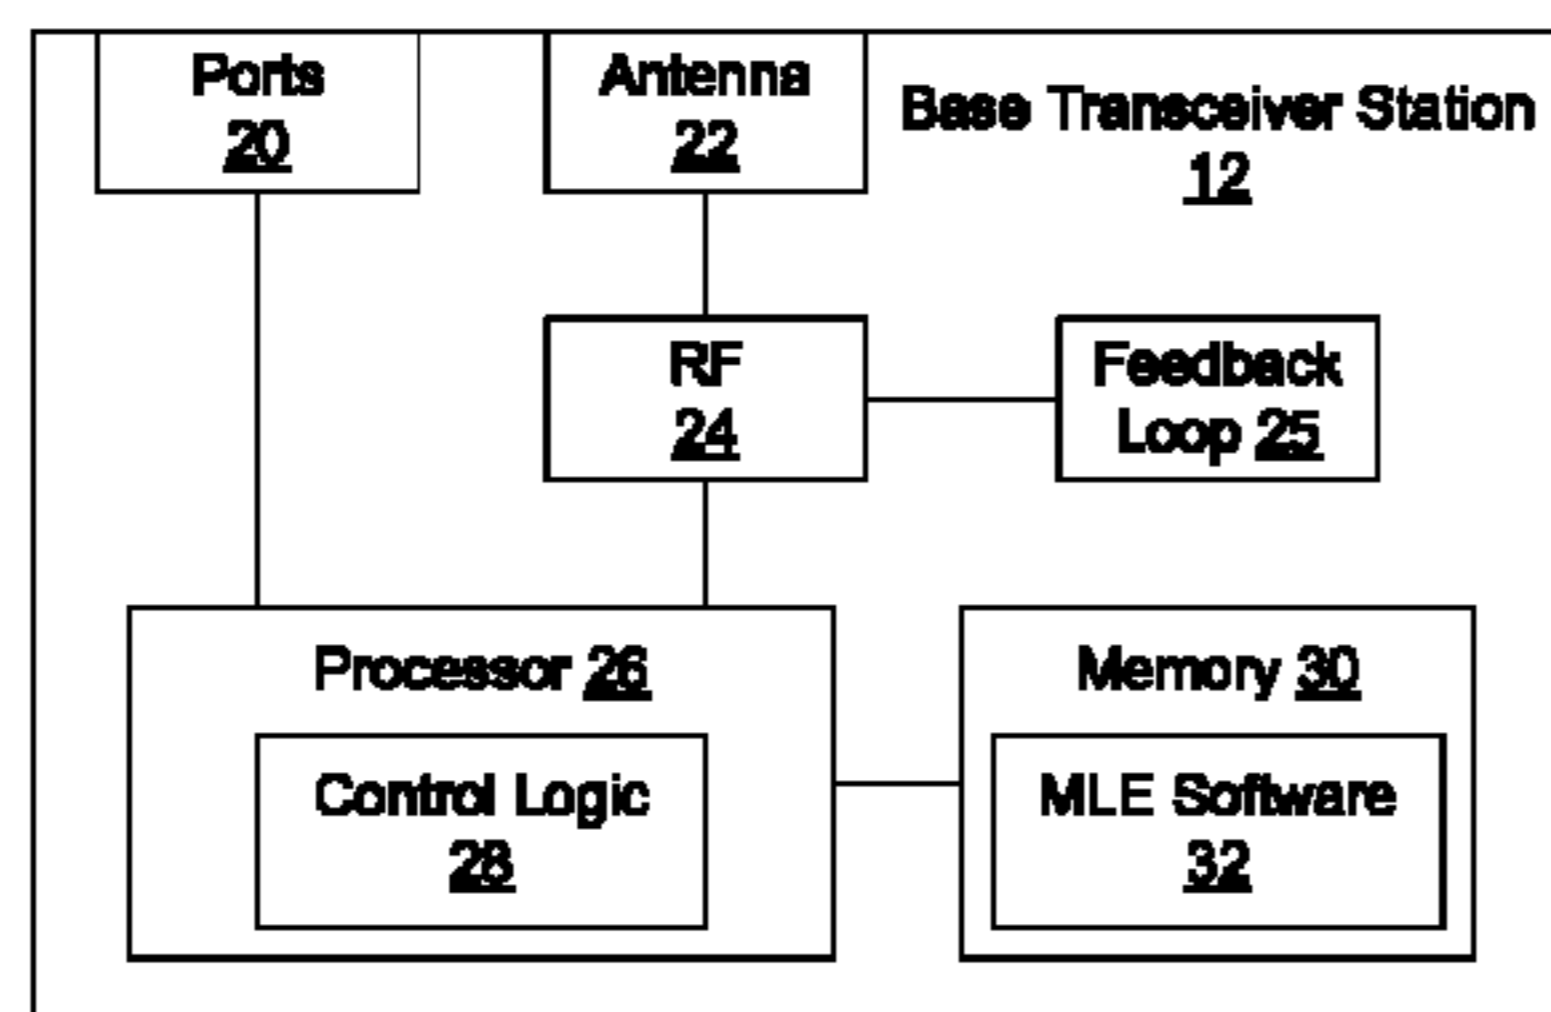 Ports
20
Antenna
22
Base Transceiver Station
12
RF
24
Feedback
Loop 25
Processor 26
Control Logic
28
Memory 30
MLE Software
32